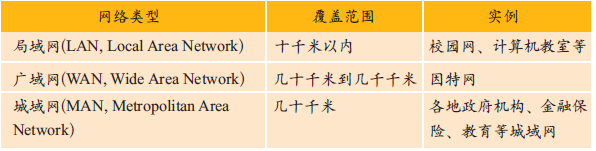 网络类型 覆盖范围 实例
局域网(LAN, Local Area Network) 十千米以内 校园网、计算机教室等
广域网(WAN, Wide Area Network) 几十千米到几千千米 因特网
城域网(MAN, Metropolitan Area 几十千米 各地政府机构、金融保
Network) 险、教育等城域网